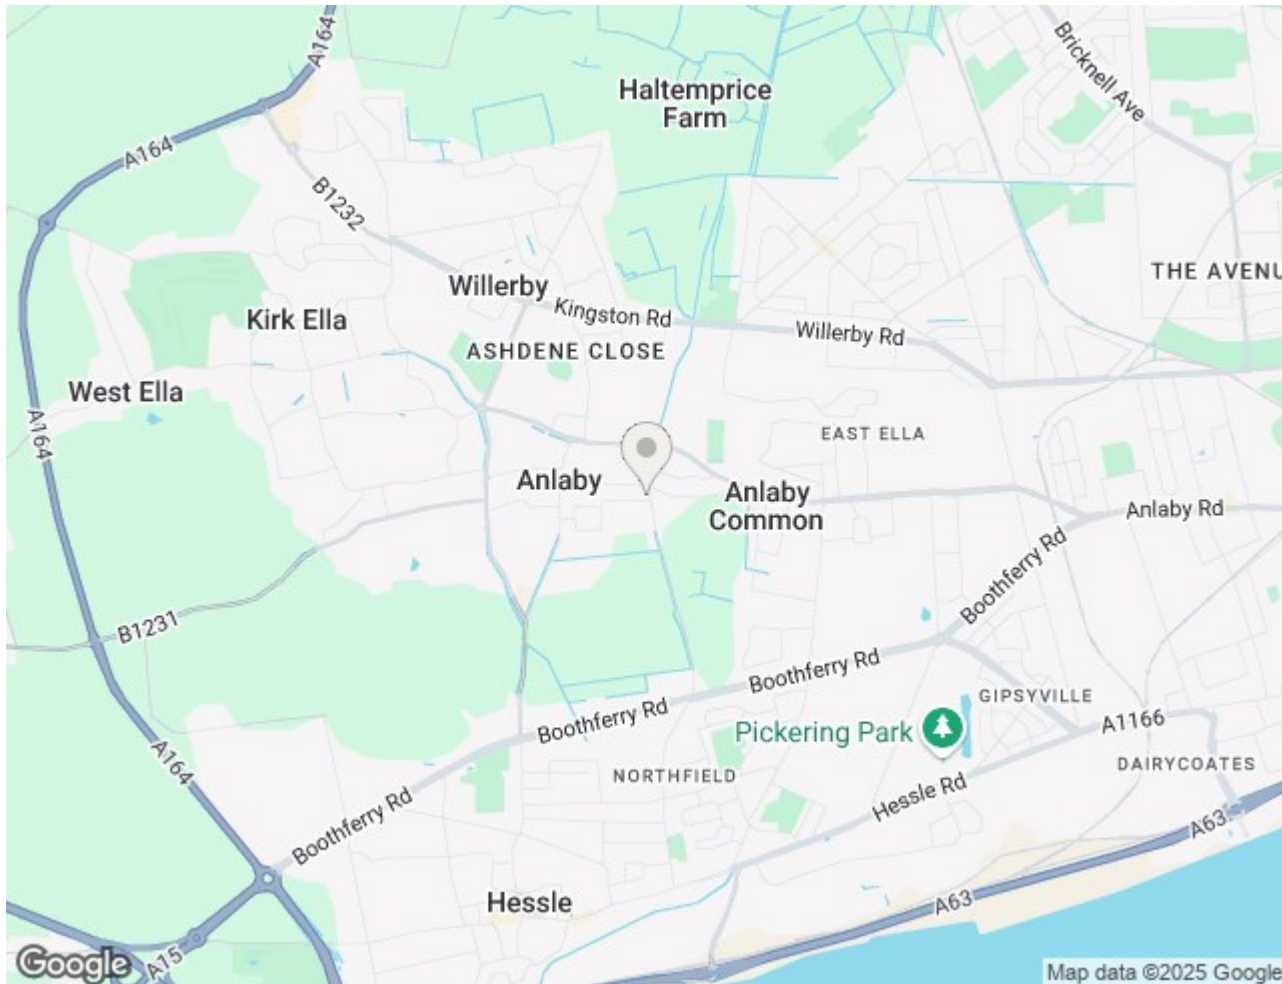 A164
Bricknell Ave
Haltemprice
Farm
A164
B1232
THE AVENU
Willerby
Kingston Rd
Willerby Rd
Kirk Ella
ASHDENE CLOSE
West Ella
A164
EAST ELLA
Anlaby
Anlaby
Common
Anlaby Rd
Boothferry Rd
B1231
Boothferry Rd
GIPSYVILLE
Boothferry Rd
Pickering Park
A1166
A164
NORTHFIELD
DAIRYCOATES
Hessle Rd
Boothferry Rd
A63
Hessle
A63
A15
Google
Map data ©2025 Google